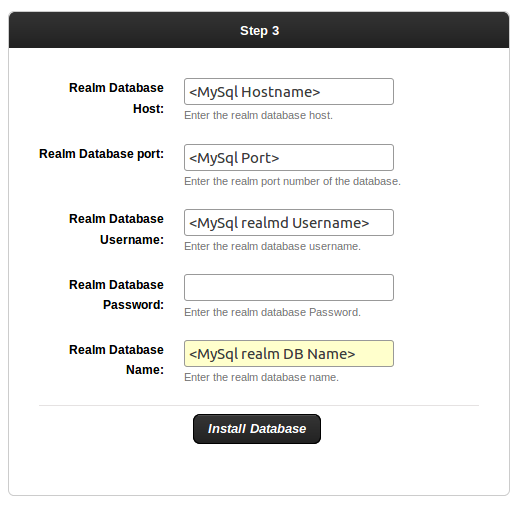 Step 3
Realm Database
Host:
<MySql Hostname>
Enter the realm database host.
Realm Database port:
<MySql Port>
Enter the realm port number of the database.
Realm Database
Username:
<MySql realmd Username>
Enter the realm database username.
Realm Database
Password:
Enter the realm database Password.
Realm Database
Name:
<MySql realm DB Name>
Enter the realm database name.
Install Database